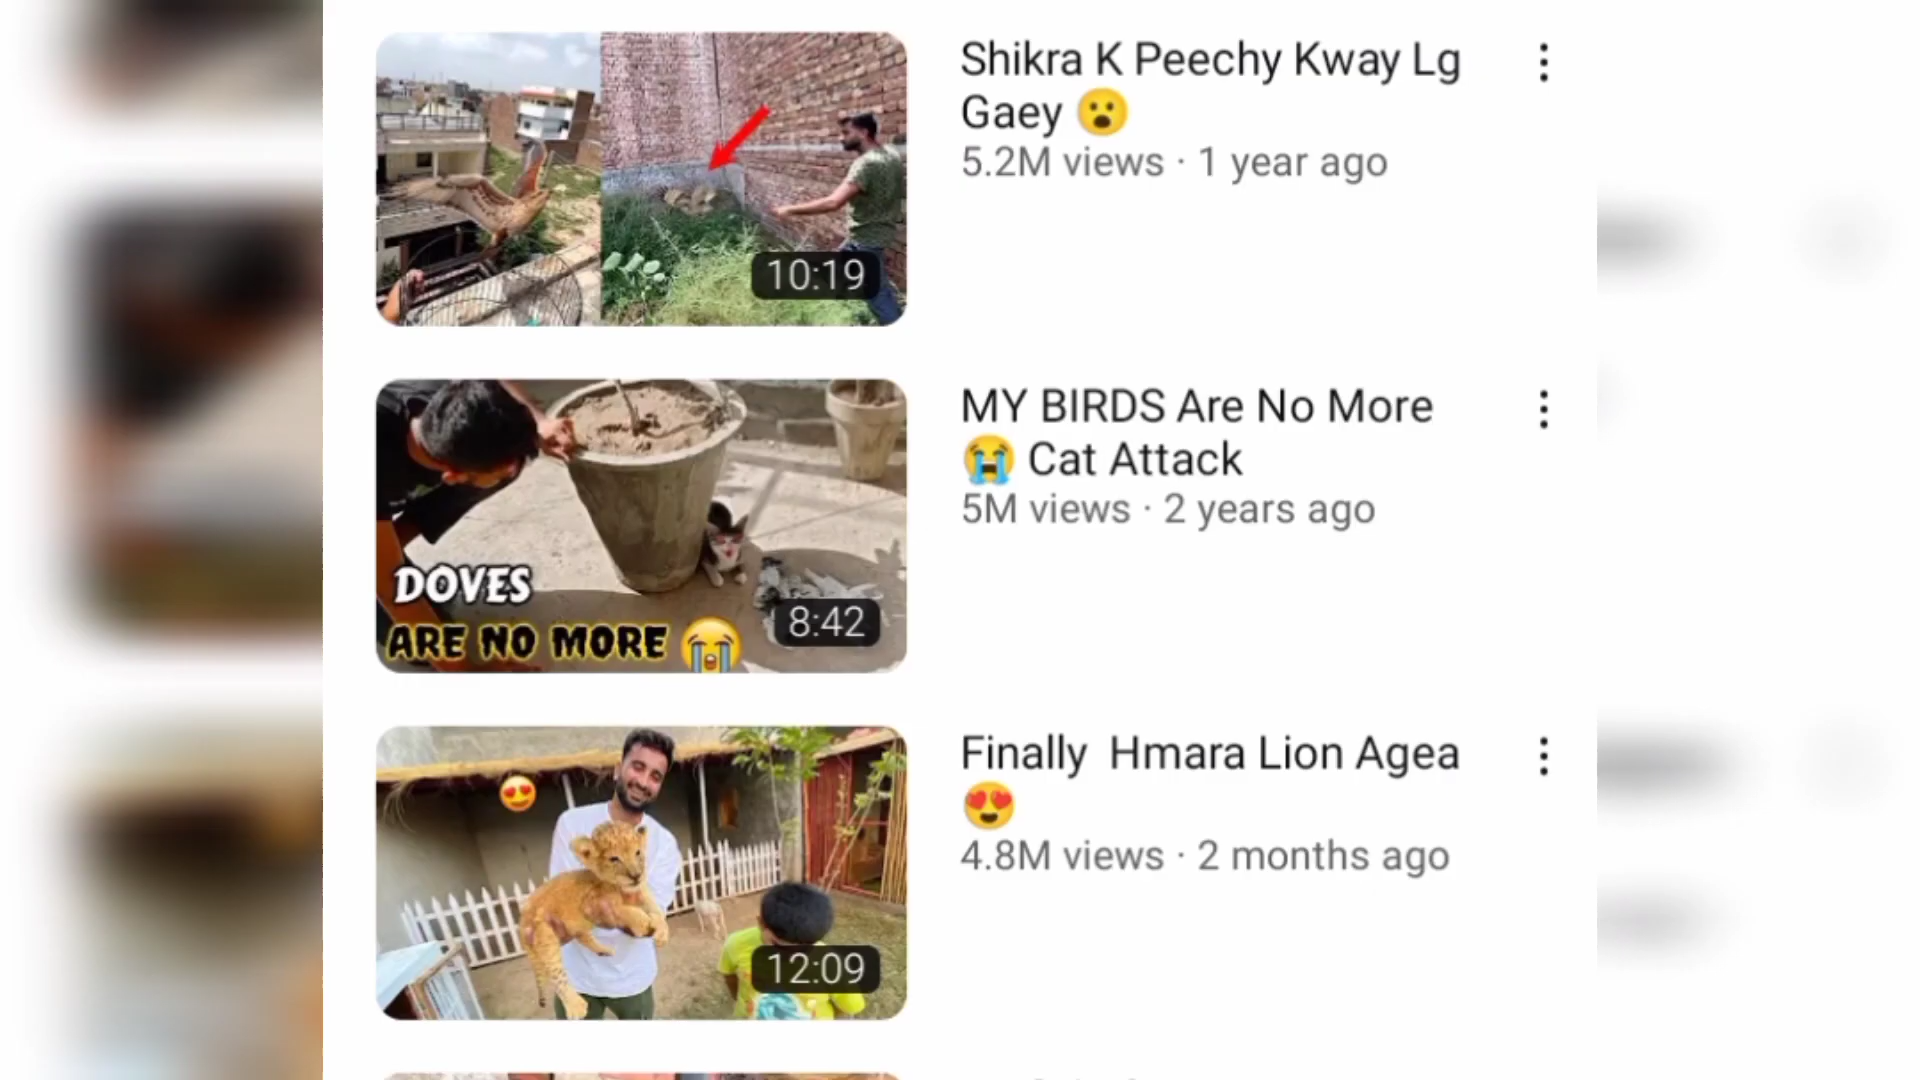 Shikra K Peechy Kway Lg
Gaey 😮
5.2M views · 1 year ago
10:19
MY BIRDS Are No More
😭 Cat Attack
5M views · 2 years ago
DOVES
ARE NO MORE 😭
8:42
Finally Hmara Lion Agea
😍
4.8M views · 2 months ago
12:09